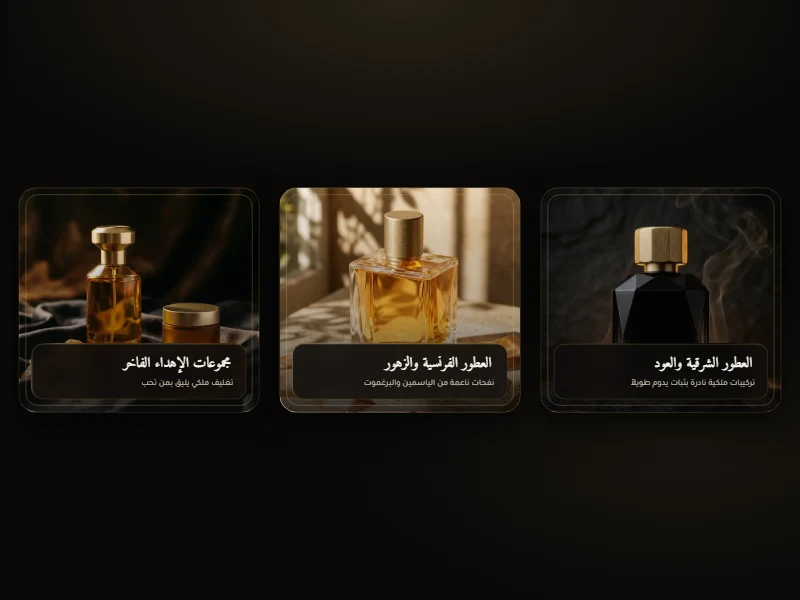 العطور الشرقية والعود
تركيبات ملكية نادرة بثبات يدوم طويلاً
العطور الفرنسية والزهور
نفحات ناعمة من الياسمين والبرغموت
مجموعات الإهداء الفاخر
تغليف ملكي يليق بمن تحب